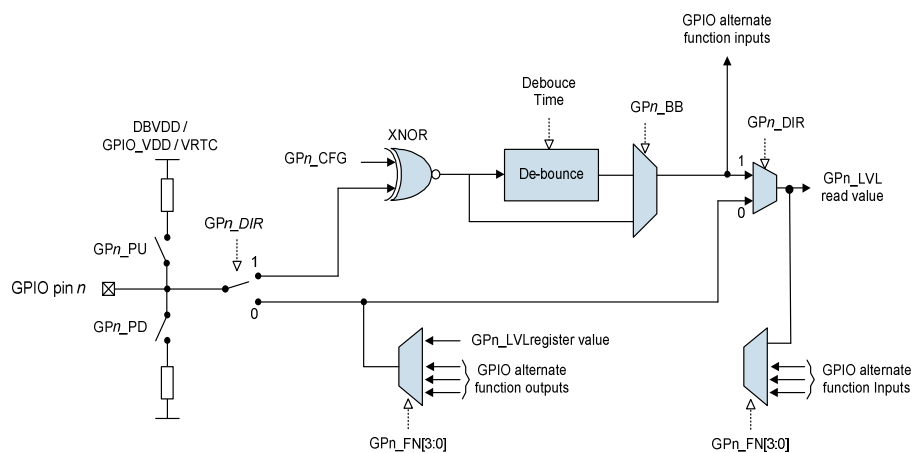 GPIO alternate
function inputs
Debouce
Time
GPn_BB
GPn_DIR
DBVDD /
GPIO_VDD / VRTC
XNOR
GPn_CFG
De-bounce
1
GPn_LVL
read value
0
GPn_DIR
GPn_PU
1
GPIO pin n
0
GPn_PD
GPn_LVLregister value
GPIO alternate
function outputs
GPIO alternate
function Inputs
GPn_FN[3:0]
GPn_FN[3:0]